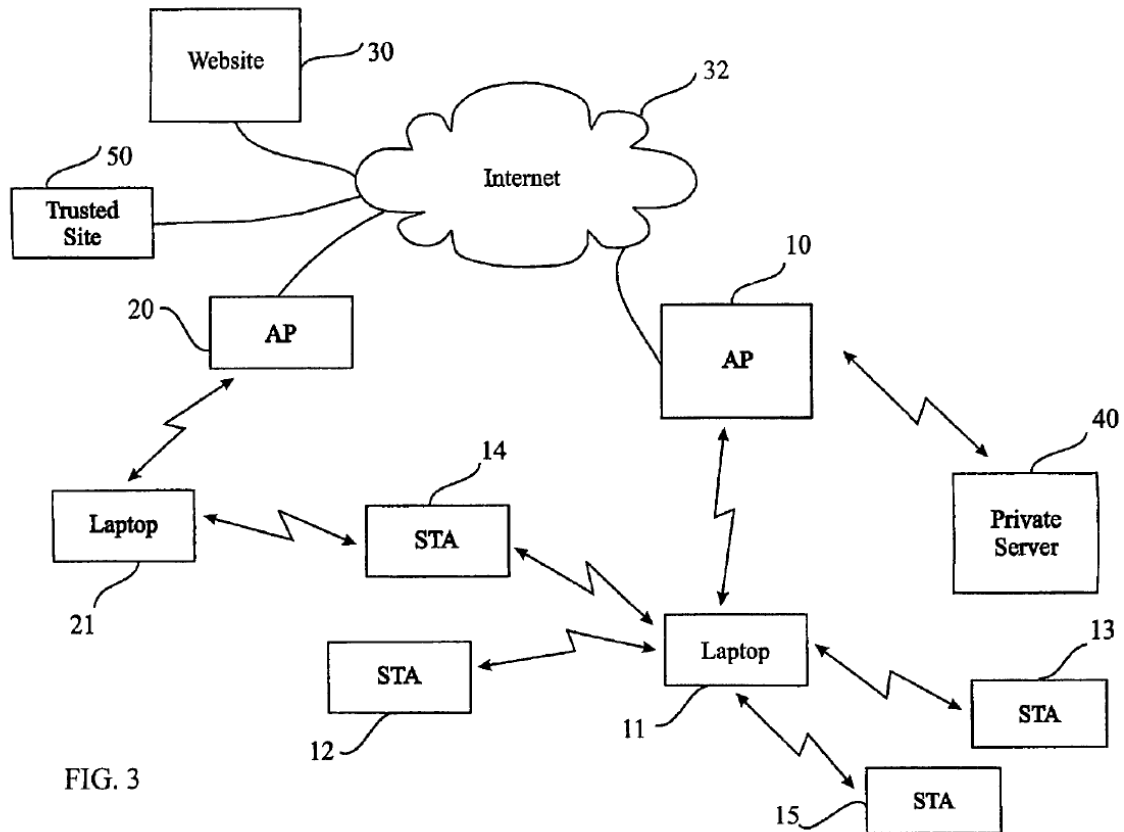 Website
30
32
50
Trusted
Site
Internet
10
20
AP
AP
40
14
Laptop
STA
Private
Server
21
Laptop
13
STA
12
11
STA
FIG. 3
15
STA